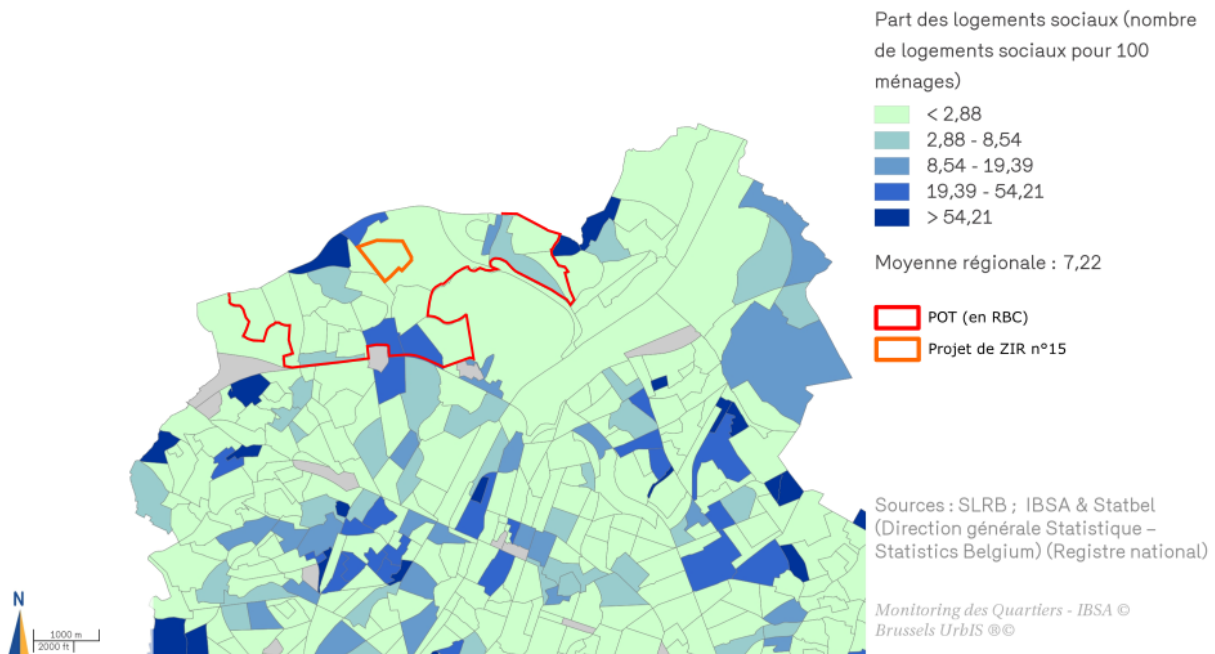 Part des logements sociaux (nombre
de logements sociaux pour 100
ménages)
< 2,88
2,88 - 8,54
8,54 - 19,39
19,39 - 54,21
> 54,21
Moyenne régionale : 7,22
POT (en RBC)
Projet de ZIR n°15
Sources : SLRB ; IBSA & Statbel
(Direction générale Statistique –
Statistics Belgium) (Registre national)
Monitoring des Quartiers - IBSA ©
Brussels UrbIS ®©
N
1000 m
2000 ft